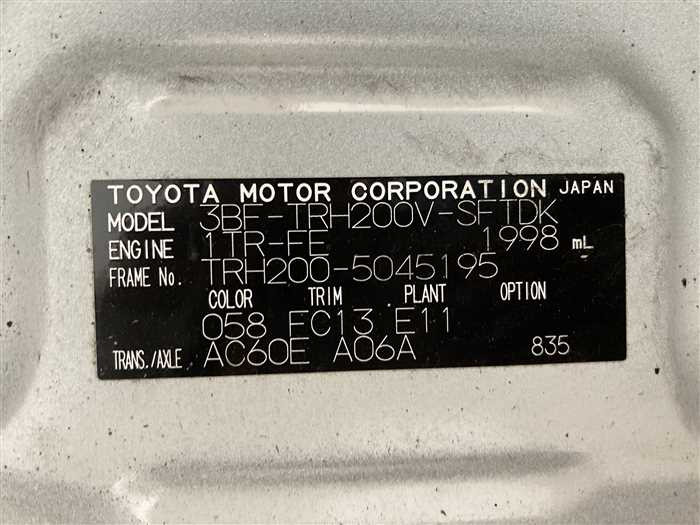 TOYOTA MOTOR CORPORATION JAPAN
MODEL 3BF-TRH200V-SFTDK
ENGINE 1TR-FE 1998 mL
FRAME No. TRH200-5045195
COLOR TRIM PLANT OPTION
058 FC13 E11
TRANS./AXLE AC60E A06A 835